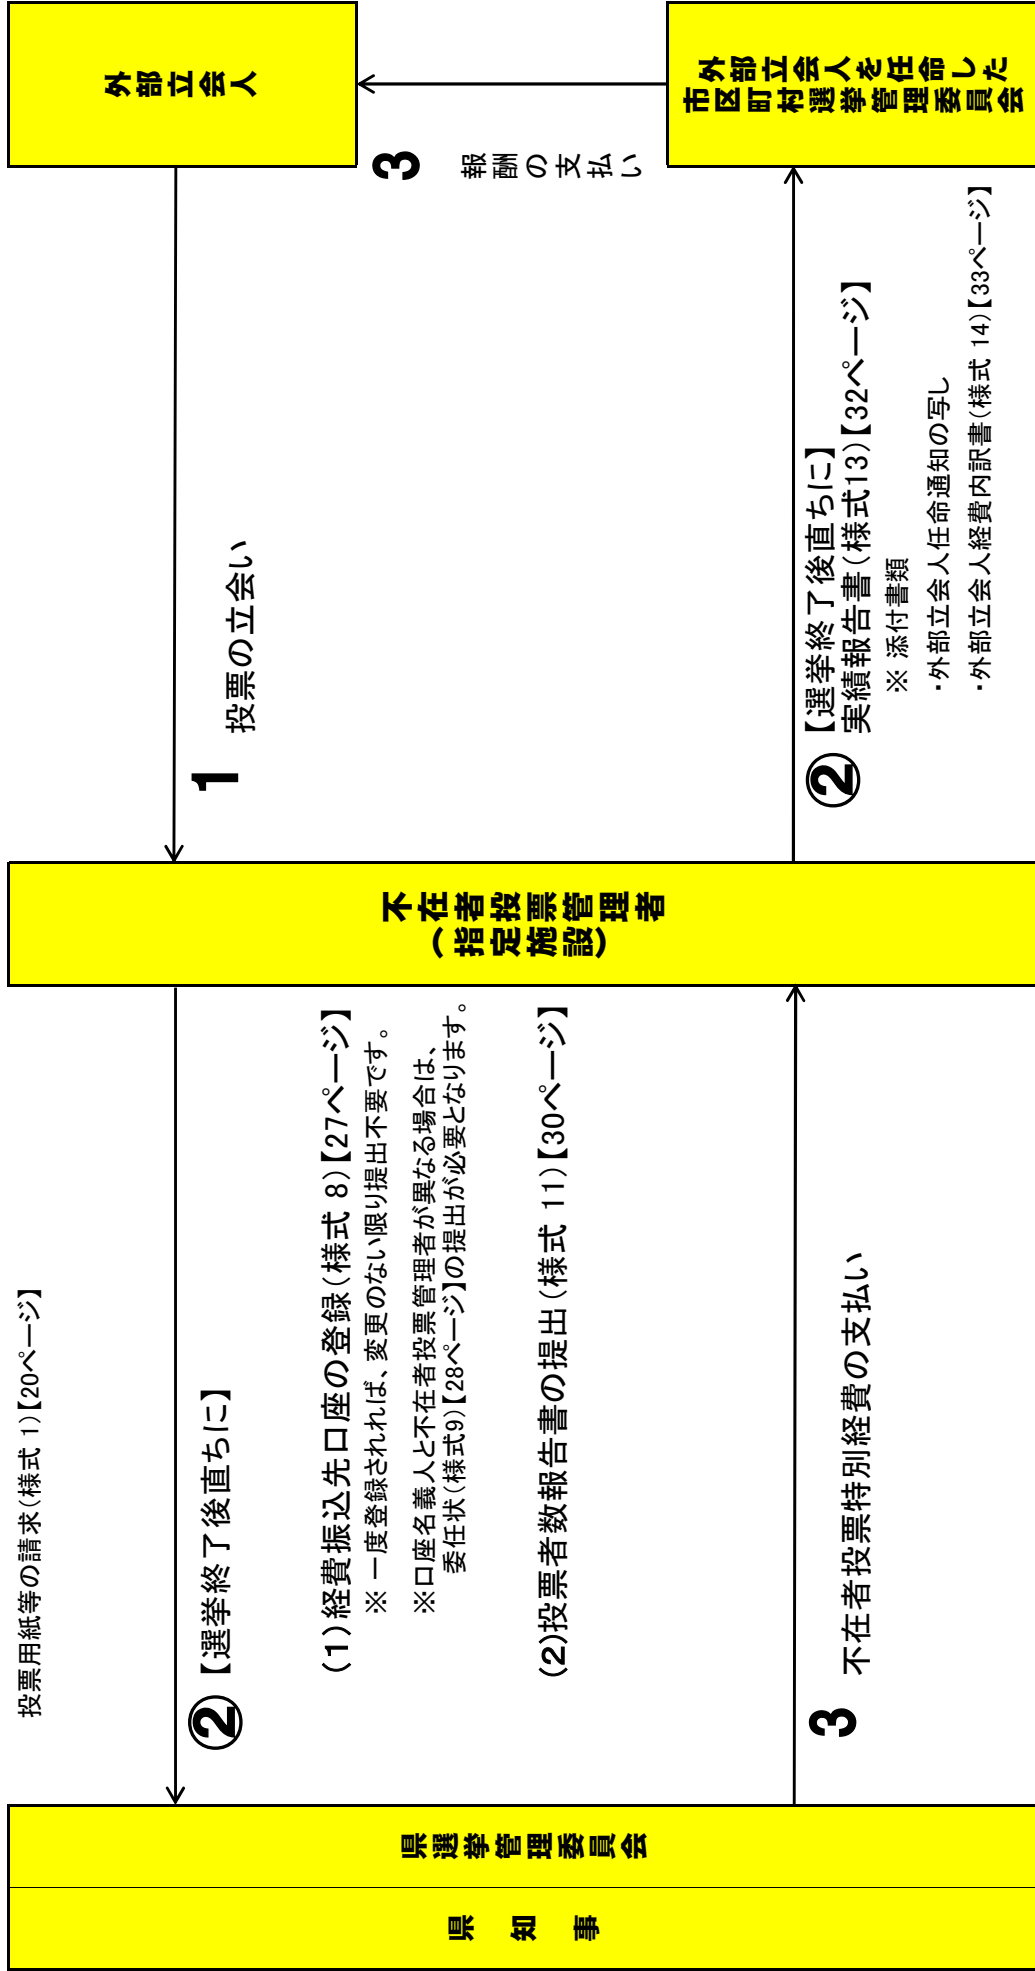 投票用紙等の請求(様式 1)【20ページ】
県 知 事
県選挙管理委員会
②
【選挙終了後直ちに】
(1)経費振込先口座の登録(様式 8)【27ページ】
※ 一度登録されれば、変更のない限り提出不要です。
※口座名義人と不在者投票管理者が異なる場合は、
委任状(様式9)【28ページ】の提出が必要となります。
(2)投票者数報告書の提出(様式 11)【30ページ】
3
不在者投票特別経費の支払い
不在者投票管理者
(指定施設)
1
投票の立会い
外部立会人
3
報酬の支払い
②
【選挙終了後直ちに】
実績報告書(様式13)【32ページ】
※ 添付書類
・外部立会人任命通知の写し
・外部立会人経費内訳書(様式 14)【33ページ】
外部立会人を任命した
市区町村選挙管理委員会